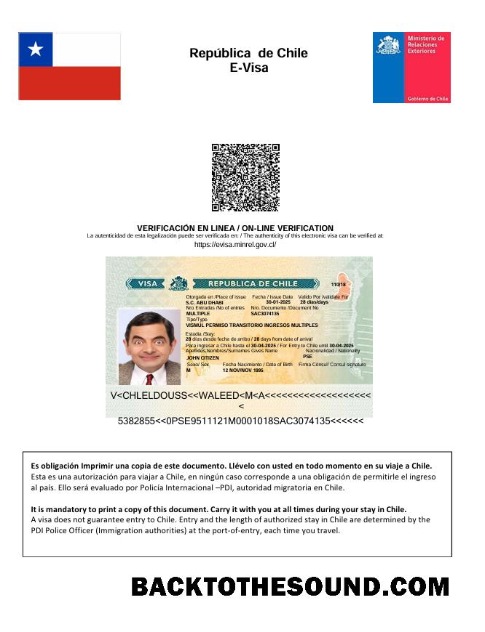 República de Chile
E-Visa
Ministerio de
Relaciones
Exteriores
Gobierno de Chile
VERIFICACIÓN EN LINEA / ON-LINE VERIFICATION
La autenticidad de esta legalización puede ser verificada en: / The authenticity of this electronic visa can be verified at:
https://evisa.minrel.gov.cl/
VISA REPUBLICA DE CHILE 11018
Otorgada en /Place of Issue Fecha / Issue Date Valido Por /Validate For
S.C. ABU DHABI 30-01-2025 28 dias/days
Nro Entradas /No of entries Nro. Documento /Document No
MULTIPLE SAC3074135
Tipo/Type
VISMUL PERMISO TRANSITORIO INGRESOS MULTIPLES
Estadía /Stay:
28 días desde fecha de arribo / 28 days from date of arrival
Para ingresar a Chile hasta el 30-04-2025 / For Entry to Chile until 30-04-2025
Apellidos, Nombres/Surnames Given Name Nacionalidad / Nationality
JOHN CITIZEN PSE
Sexo/ Sex Fecha Nacimiento / Date of Birth Firma Cónsul/ Consul signature
M 12/NOV/NOV 1995
V<CHLELDOUSS<<WALEED<M<A<<<<<<<<<<<<<<<<<<<
<
5382855<<0PSE9511121M0001018SAC3074135<<<<<<
Es obligación Imprimir una copia de este documento. Llévelo con usted en todo momento en su viaje a Chile.
Esta es una autorización para viajar a Chile, en ningún caso corresponde a una obligación de permitirle el ingreso
al país. Ello será evaluado por Policía Internacional –PDI, autoridad migratoria en Chile.
It is mandatory to print a copy of this document. Carry it with you at all times during your stay in Chile.
A visa does not guarantee entry to Chile. Entry and the length of authorized stay in Chile are determined by the
PDI Police Officer (Immigration authorities) at the port-of-entry, each time you travel.
BACKTOTHESOUND.COM